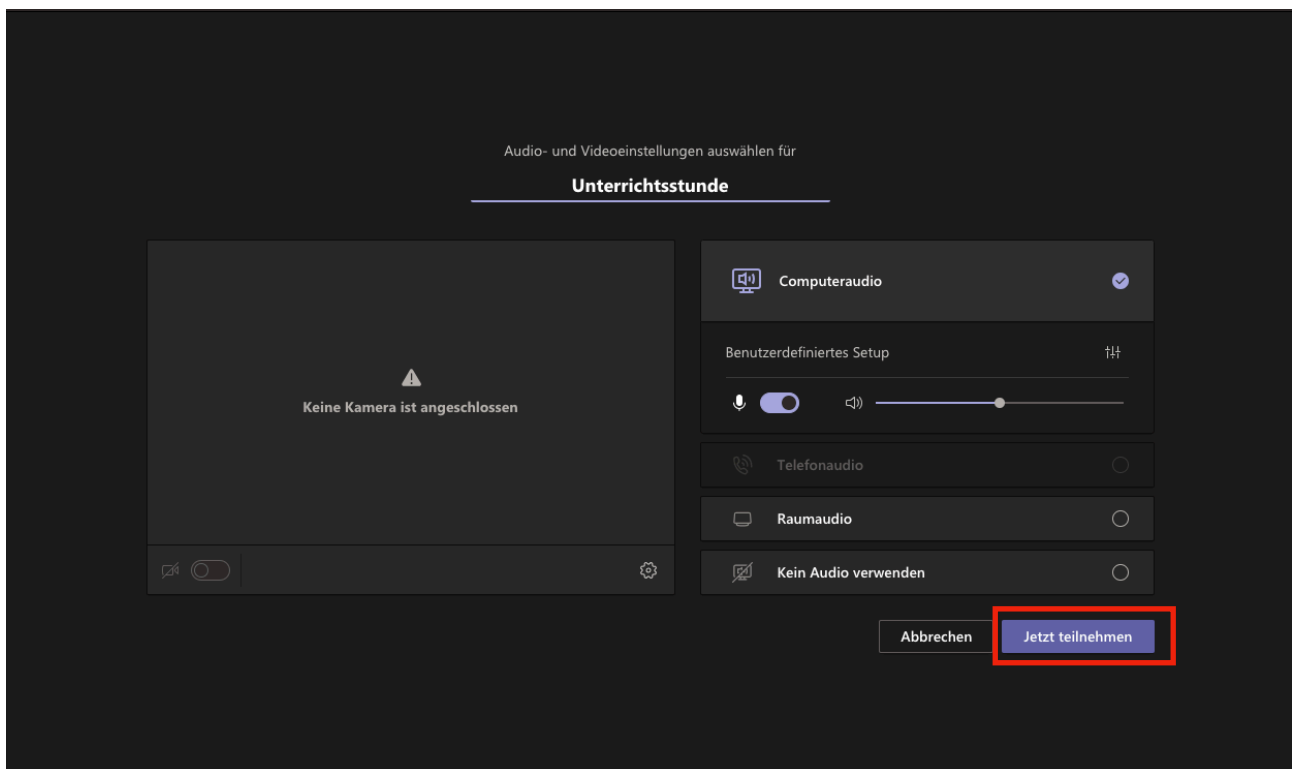 Audio- und Videoeinstellungen auswählen für
Unterrichtsstunde
Keine Kamera ist angeschlossen
Computeraudio
Benutzerdefiniertes Setup
Telefonaudio
Raumaudio
Kein Audio verwenden
Abbrechen
Jetzt teilnehmen